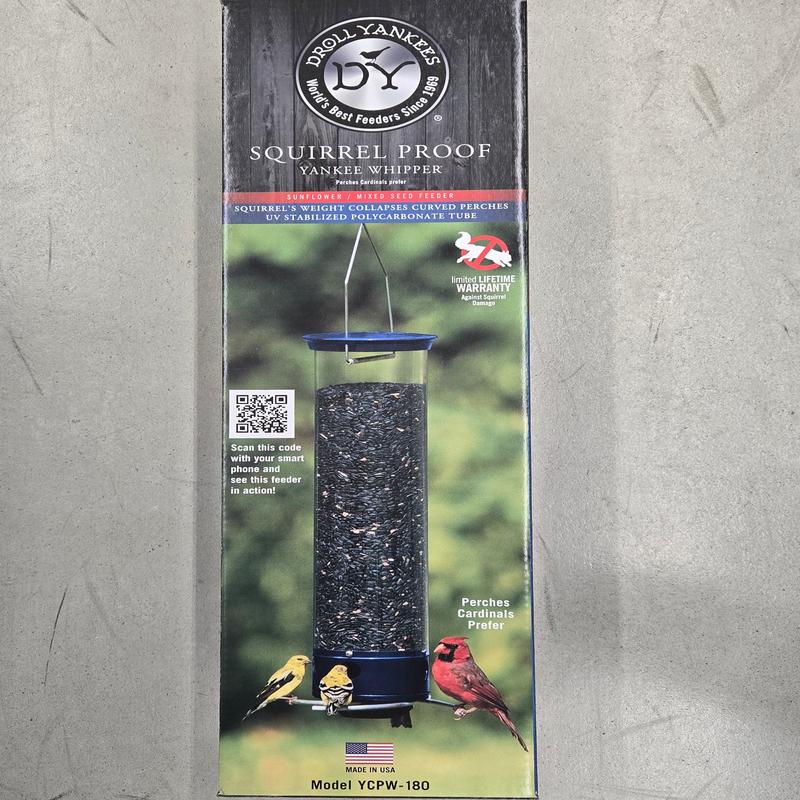 DROLL YANKEES
DY
World's Best Feeders Since 1969
®
SQUIRREL PROOF
YANKEE WHIPPER
Perches Cardinals prefer
SUNFLOWER / MIXED SEED FEEDER
SQUIRREL'S WEIGHT COLLAPSES CURVED PERCHES
UV STABILIZED POLYCARBONATE TUBE
limited LIFETIME
WARRANTY
Against Squirrel
Damage
Scan this code
with your smart
phone and
see this feeder
in action!
Perches
Cardinals
Prefer
MADE IN USA
Model YCPW-180